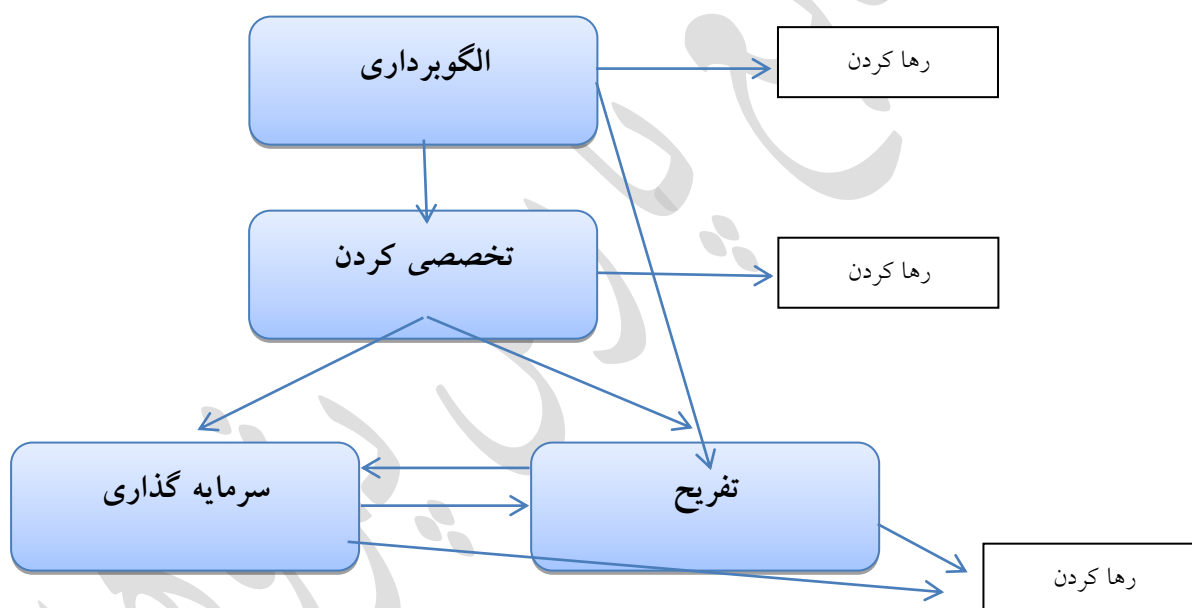 الگوبرداری
رها کردن
تخصصی کردن
رها کردن
تفریح
سرمایه گذاری
رها کردن